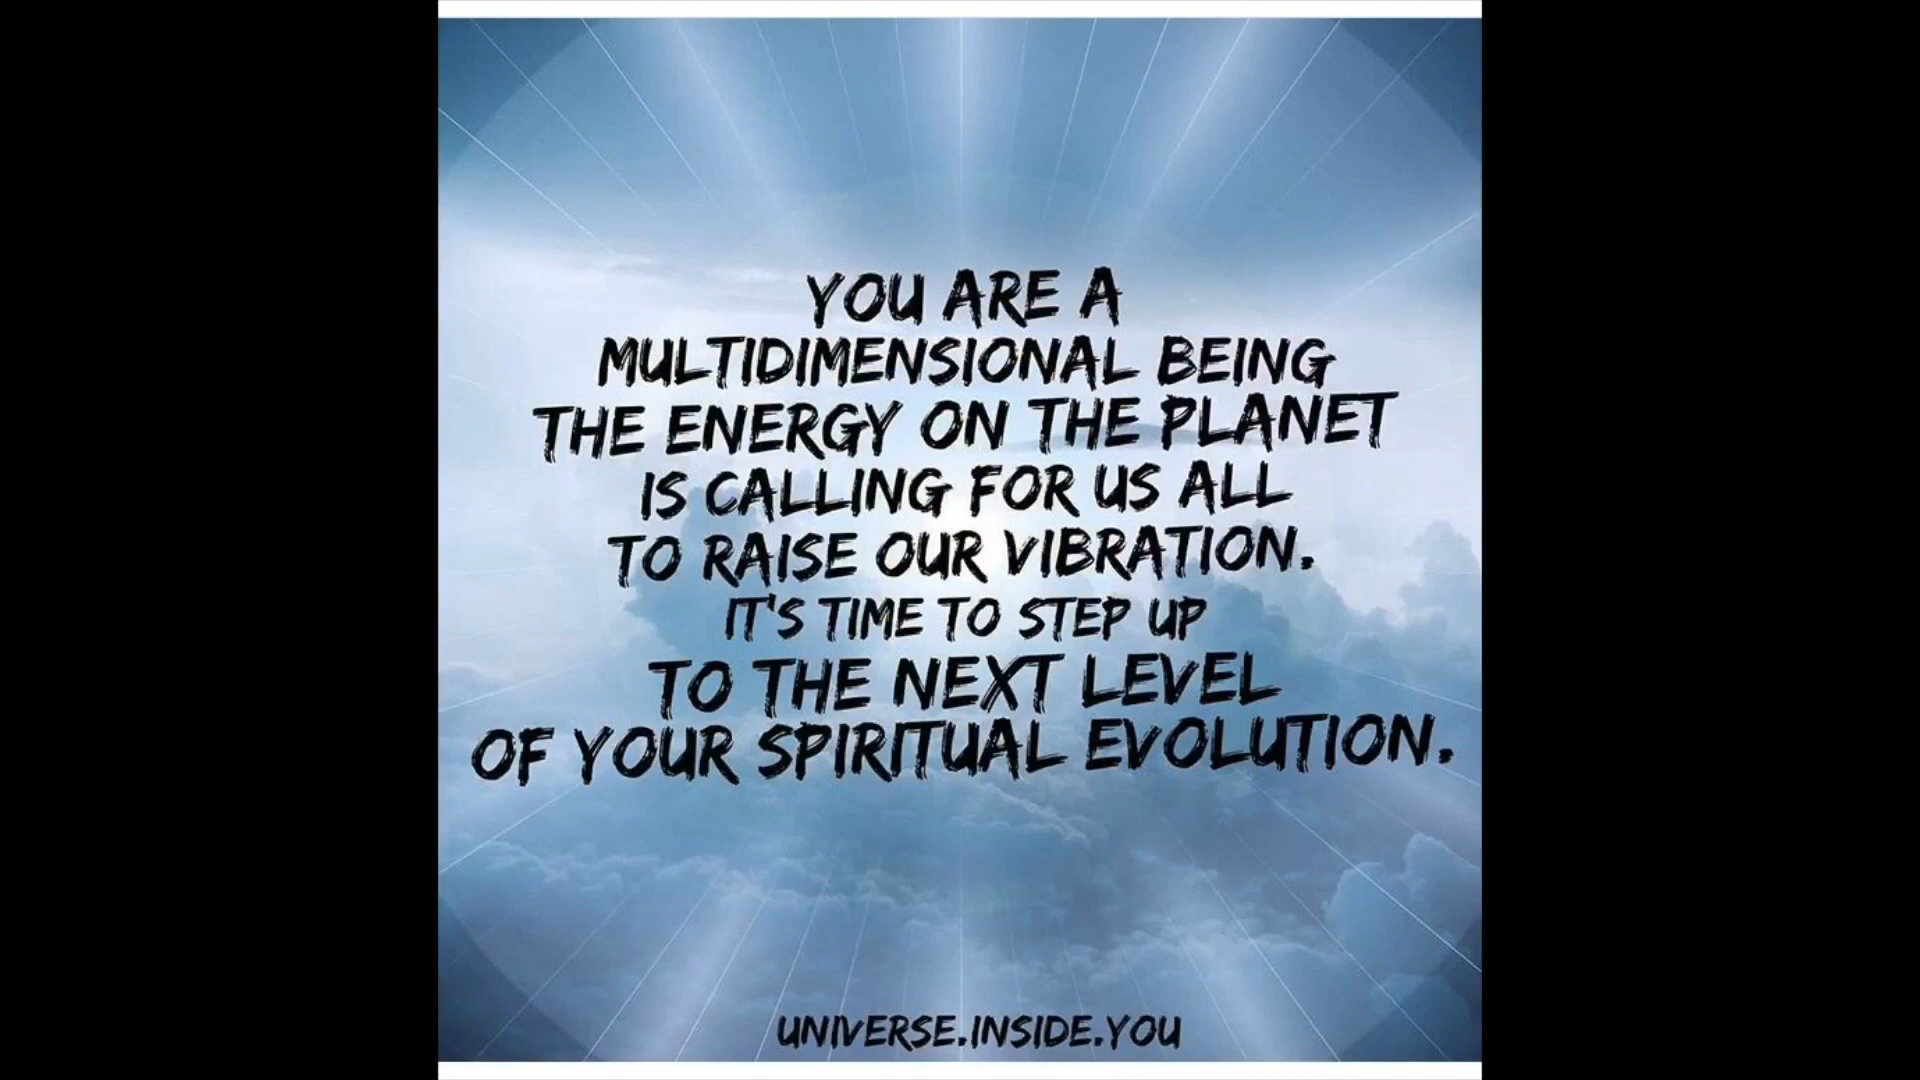 YOU ARE A
MULTIDIMENSIONAL BEING
THE ENERGY ON THE PLANET
IS CALLING FOR US ALL
TO RAISE OUR VIBRATION.
IT'S TIME TO STEP UP
TO THE NEXT LEVEL
OF YOUR SPIRITUAL EVOLUTION.
UNIVERSE.INSIDE.YOU